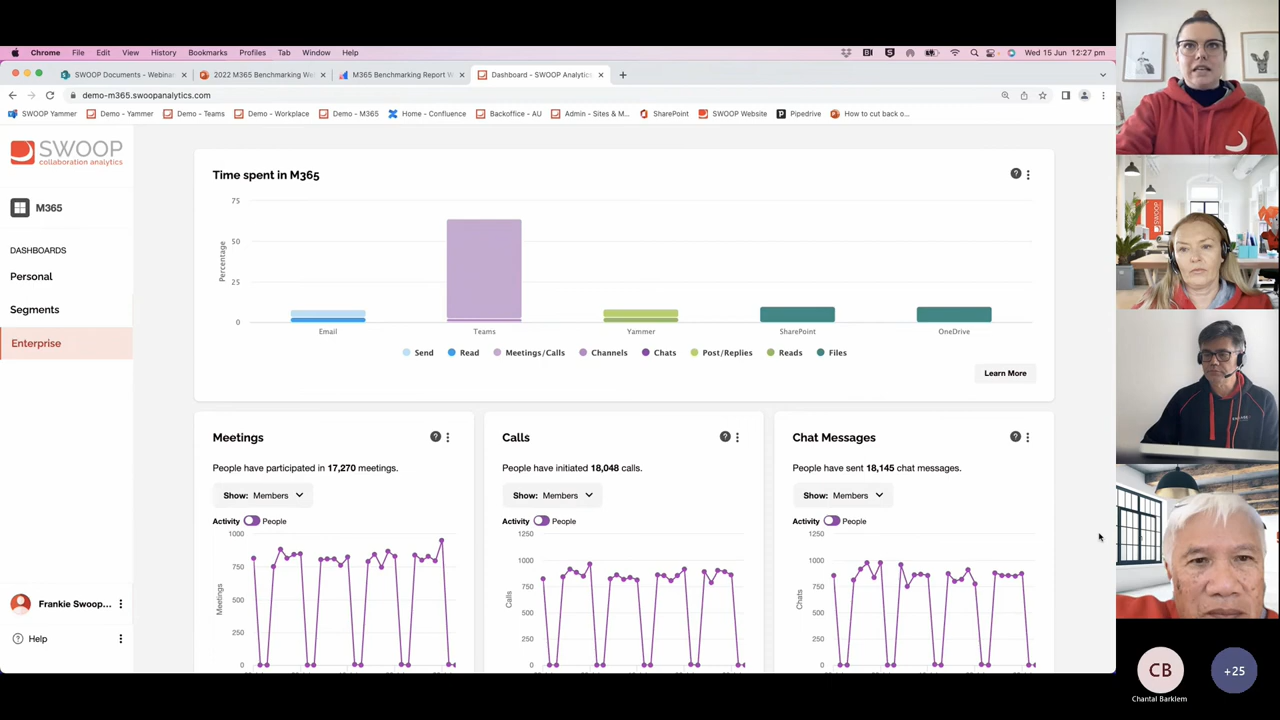 Chrome File Edit View History Bookmarks Profiles Tab Window Help
Wed 15 Jun 12:27 pm
SWOOP Documents - Webinar
2022 M365 Benchmarking We
M365 Benchmarking Report W
Dashboard - SWOOP Analytics
demo-m365.swoopanalytics.com
SWOOP Yammer Demo - Yammer Demo - Teams Demo - Workplace Demo - M365 Home - Confluence Backoffice - AU Admin - Sites & M... SharePoint SWOOP Website Pipedrive How to cut back o...
SWOOP
collaboration analytics
M365
DASHBOARDS
Personal
Segments
Enterprise
Frankie Swoop...
Help
Time spent in M365
Percentage
75
50
25
0
Email Teams Yammer SharePoint OneDrive
Send Read Meetings/Calls Channels Chats Post/Replies Reads Files
Learn More
Meetings
People have participated in 17,270 meetings.
Show: Members
Activity People
Meetings
1000
750
500
250
0
Calls
People have initiated 18,048 calls.
Show: Members
Activity People
Calls
1250
1000
750
500
250
0
Chat Messages
People have sent 18,145 chat messages.
Show: Members
Activity People
Chats
1250
1000
750
500
250
0
SWOOP
CB
Chantal Barklem
+25